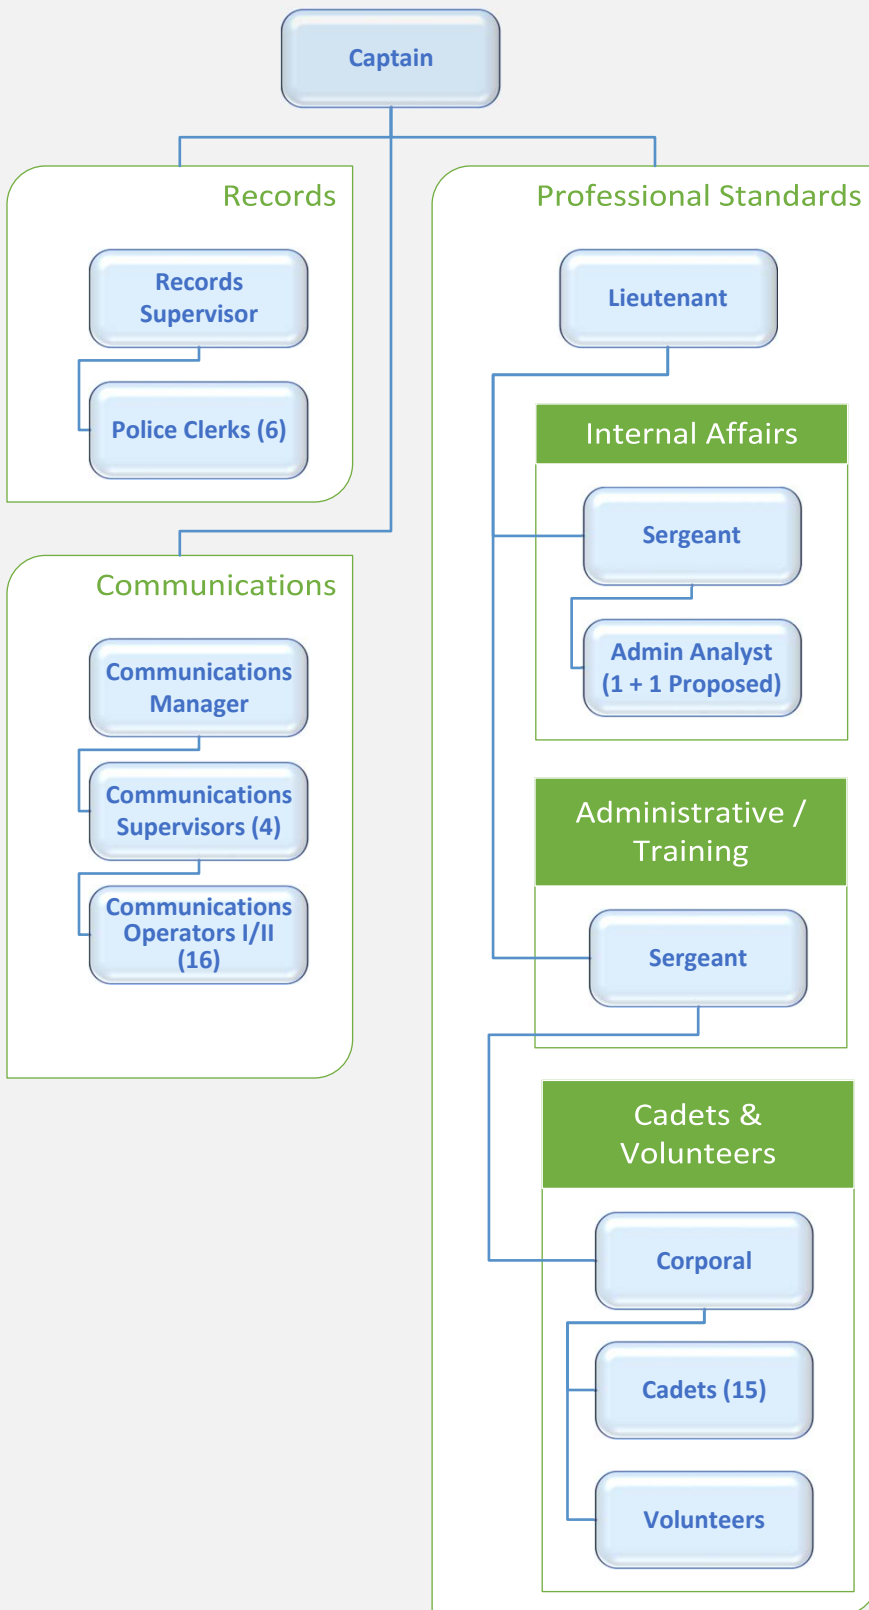 Captain
Records
Records
Supervisor
Police Clerks (6)
Communications
Communications
Manager
Communications
Supervisors (4)
Communications
Operators I/II
(16)
Professional Standards
Lieutenant
Internal Affairs
Sergeant
Admin Analyst
(1 + 1 Proposed)
Administrative /
Training
Sergeant
Cadets &
Volunteers
Corporal
Cadets (15)
Volunteers